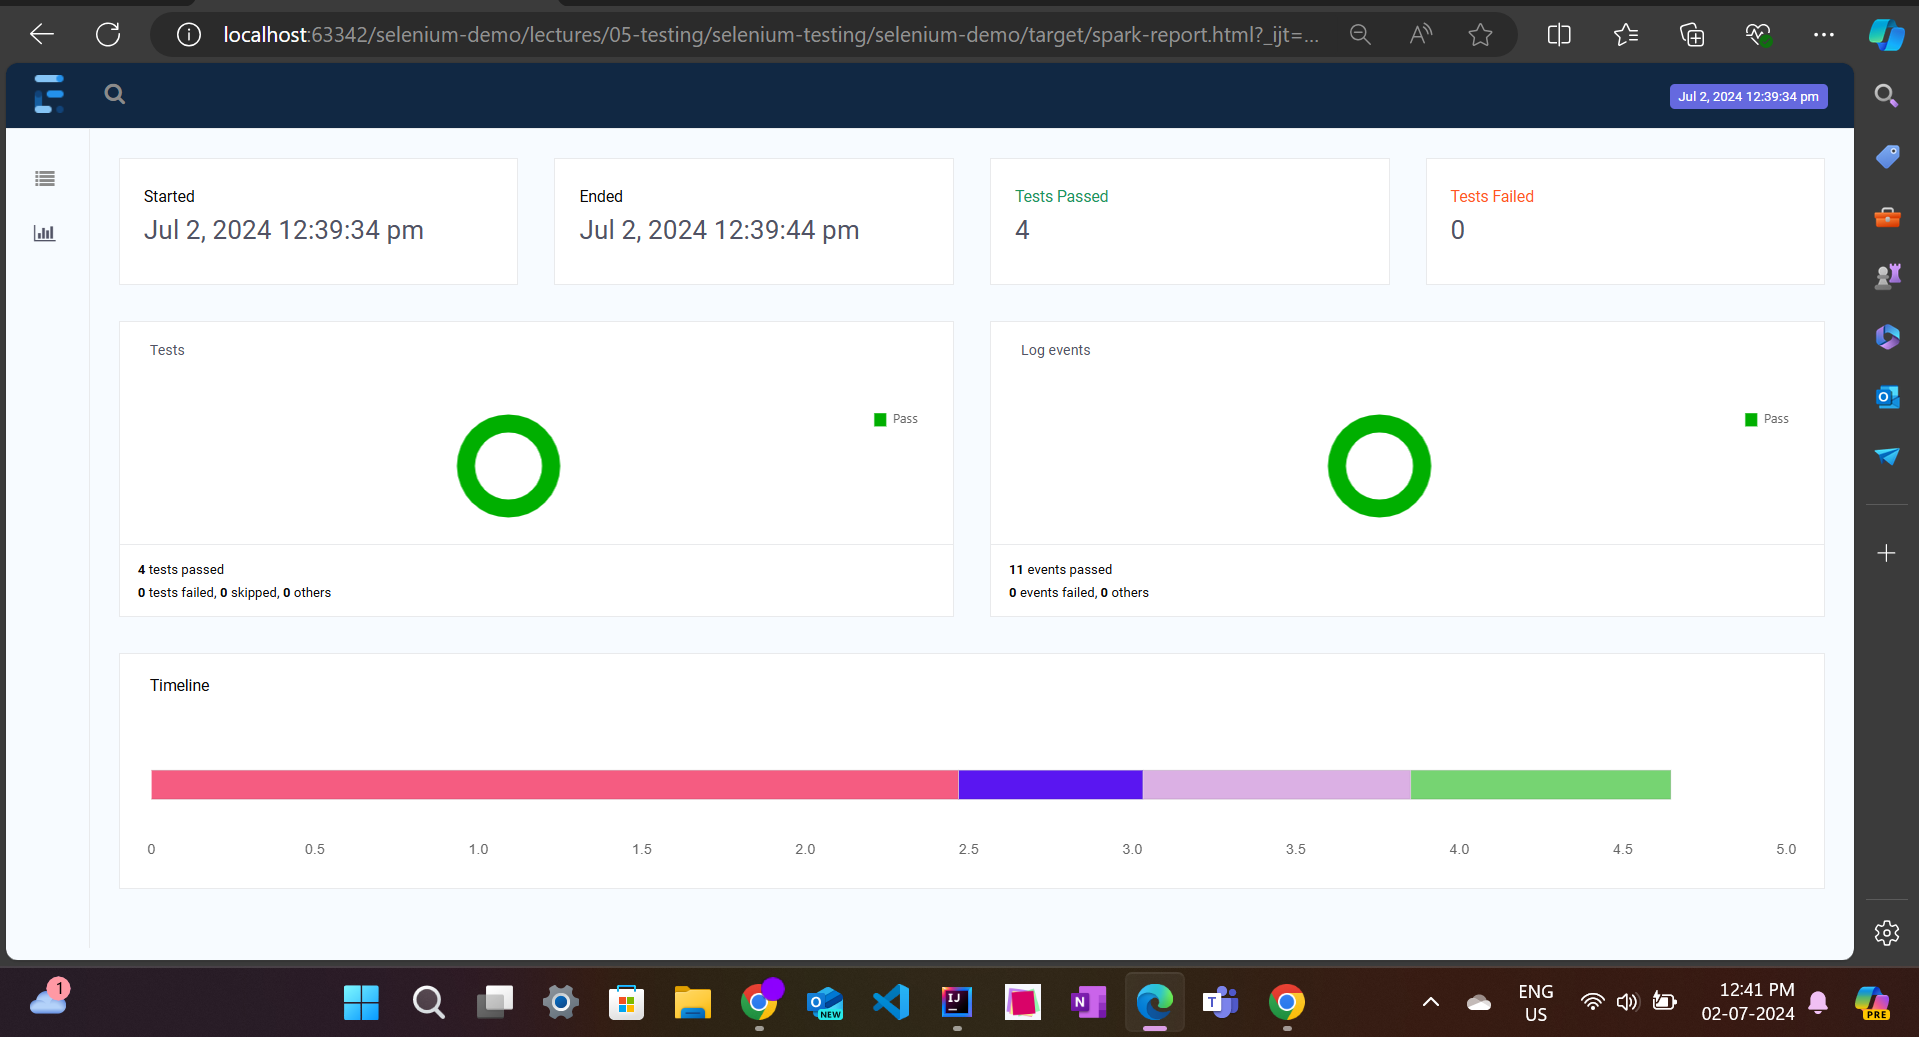 localhost:63342/selenium-demo/lectures/05-testing/selenium-testing/selenium-demo/target/spark-report.html?_ijt=...
Jul 2, 2024 12:39:34 pm
Started
Jul 2, 2024 12:39:34 pm
Ended
Jul 2, 2024 12:39:44 pm
Tests Passed
4
Tests Failed
0
Tests
Pass
4 tests passed
0 tests failed, 0 skipped, 0 others
Log events
Pass
11 events passed
0 events failed, 0 others
Timeline
0 0.5 1.0 1.5 2.0 2.5 3.0 3.5 4.0 4.5 5.0
1
NEW
IJ
N
T
ENG
US
12:41 PM
02-07-2024
PRE